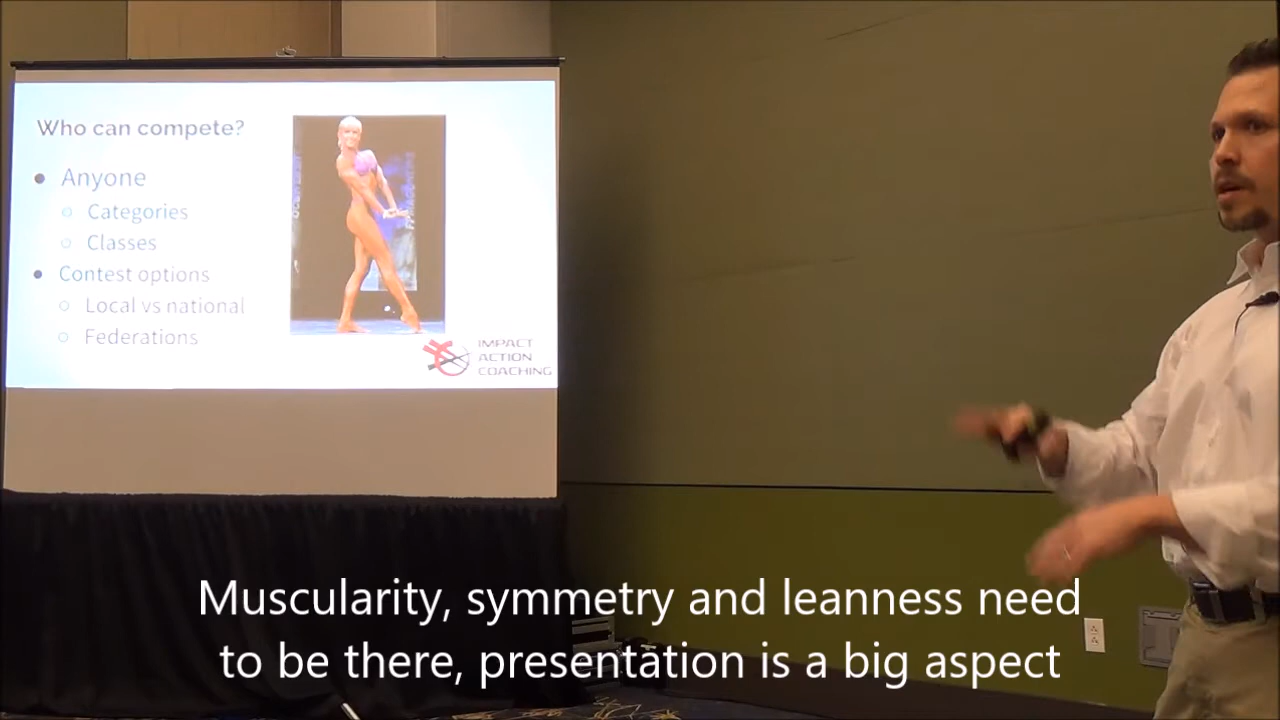 Who can compete?
Anyone
Categories
Classes
Contest options
Local vs national
Federations
IMPACT
ACTION
COACHING
Muscularity, symmetry and leanness need
to be there, presentation is a big aspect